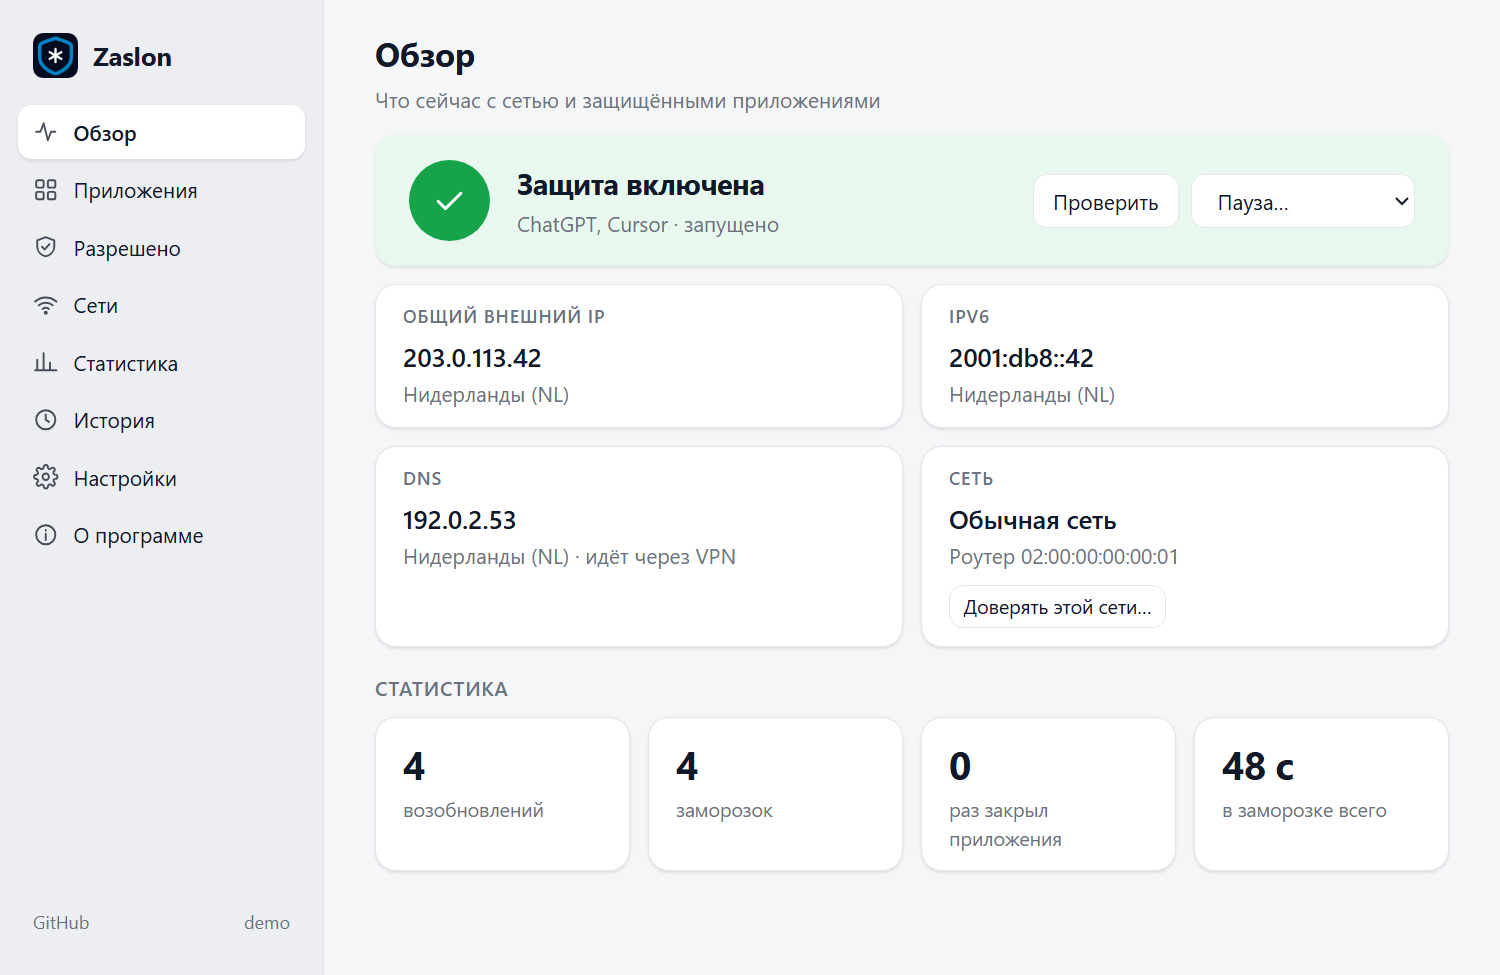 Zaslon
Обзор
Приложения
Разрешено
Сети
Статистика
История
Настройки
О программе
GitHub
demo
Обзор
Что сейчас с сетью и защищёнными приложениями
Защита включена
ChatGPT, Cursor · запущено
Проверить
Пауза...
ОБЩИЙ ВНЕШНИЙ IP
203.0.113.42
Нидерланды (NL)
IPV6
2001:db8::42
Нидерланды (NL)
DNS
192.0.2.53
Нидерланды (NL) · идёт через VPN
СЕТЬ
Обычная сеть
Роутер 02:00:00:00:00:01
Доверять этой сети...
СТАТИСТИКА
4
возобновлений
4
заморозок
0
раз закрыл
приложения
48 с
в заморозке всего